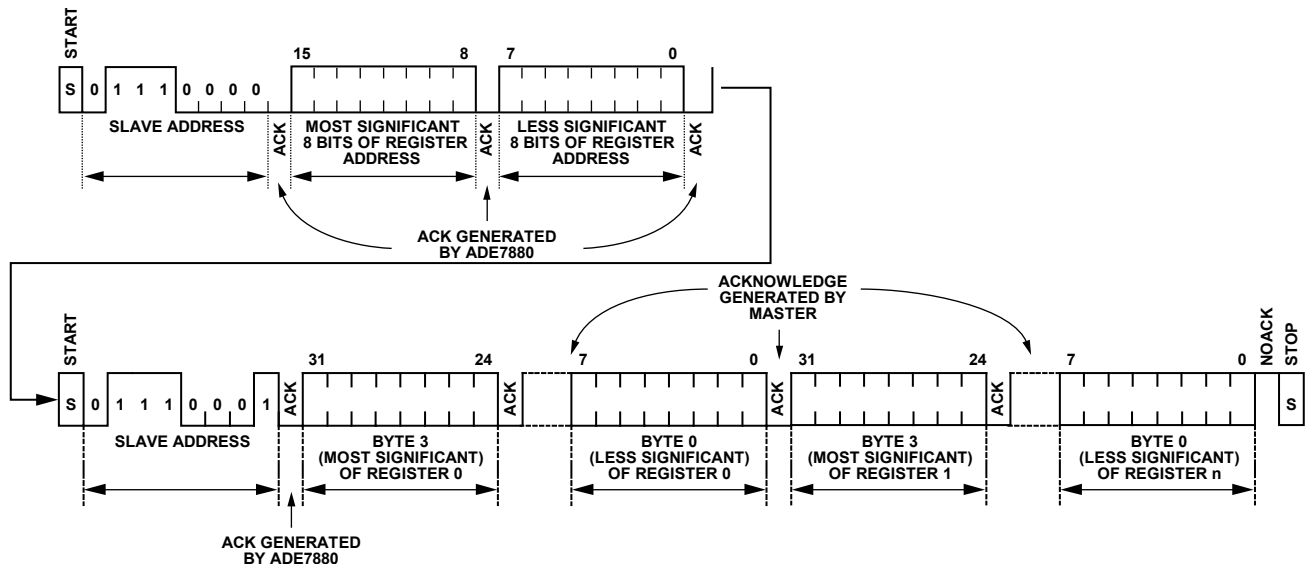 START
15 8 7 0
S 0 1 1 1 0 0 0 0
SLAVE ADDRESS
ACK
MOST SIGNIFICANT
8 BITS OF REGISTER
ADDRESS
ACK
LESS SIGNIFICANT
8 BITS OF REGISTER
ADDRESS
ACK
ACK GENERATED
BY ADE7880
ACKNOWLEDGE
GENERATED BY
MASTER
START
31 24 7 0 31 24 7 0
NOACK
STOP
S 0 1 1 1 0 0 0 1
ACK
ACK
ACK
ACK
S
SLAVE ADDRESS
BYTE 3
(MOST SIGNIFICANT)
OF REGISTER 0
BYTE 0
(LESS SIGNIFICANT)
OF REGISTER 0
BYTE 3
(MOST SIGNIFICANT)
OF REGISTER 1
BYTE 0
(LESS SIGNIFICANT)
OF REGISTER n
ACK GENERATED
BY ADE7880